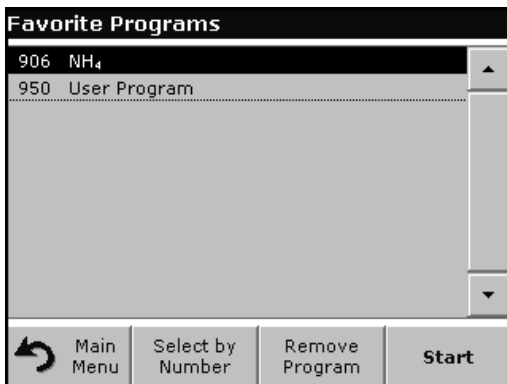 Favorite Programs
906 NH₄
950 User Program
Main Menu
Select by Number
Remove Program
Start